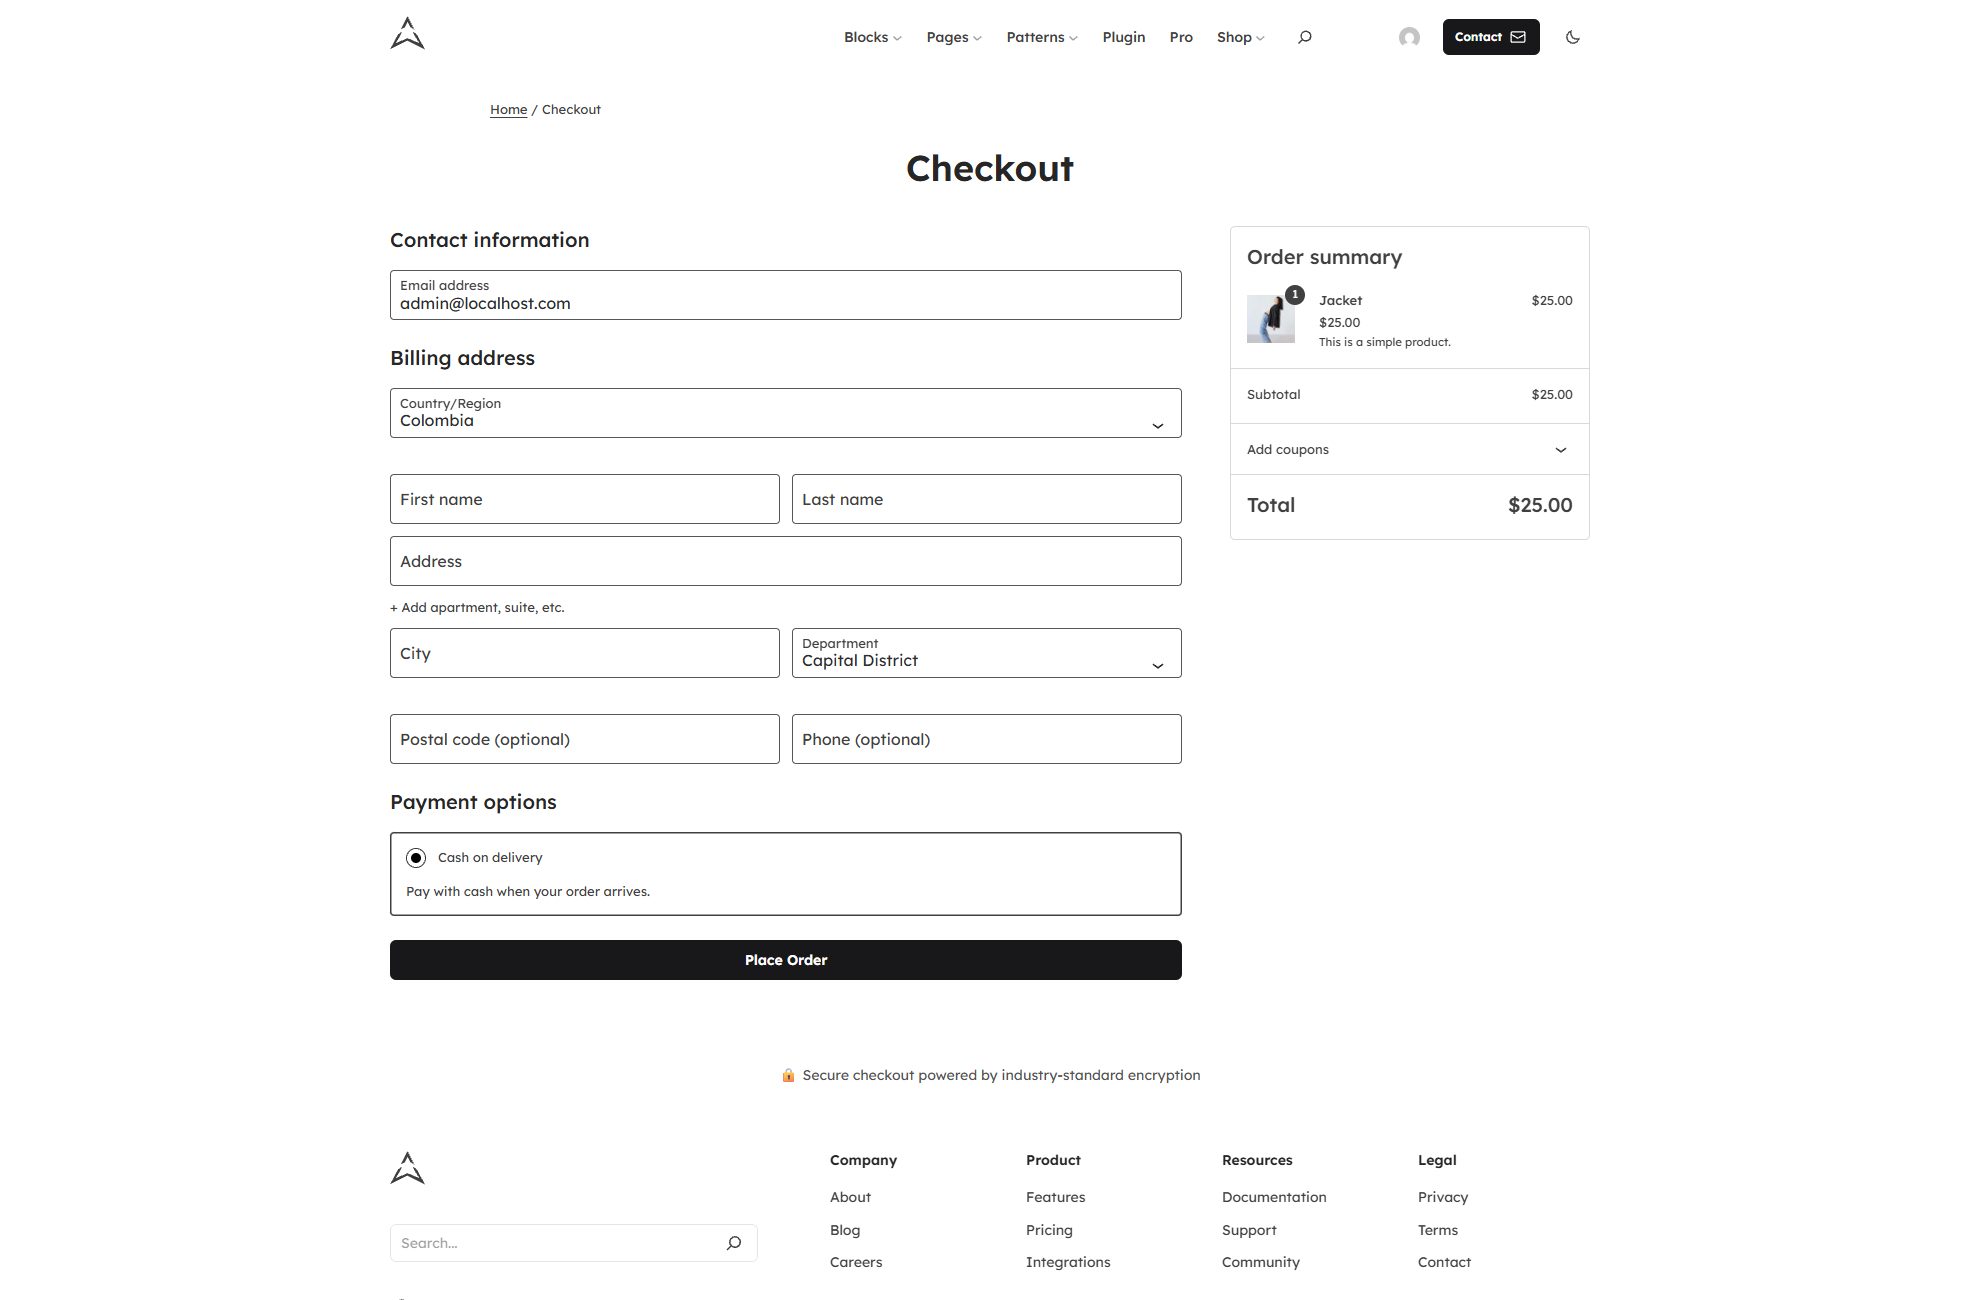 Blocks Pages Patterns Plugin Pro Shop Contact
Home / Checkout
Checkout
Contact information
Email address
admin@localhost.com
Billing address
Country/Region
Colombia
First name
Last name
Address
+ Add apartment, suite, etc.
City
Department
Capital District
Postal code (optional)
Phone (optional)
Payment options
Cash on delivery
Pay with cash when your order arrives.
Place Order
Order summary
1
Jacket $25.00
$25.00
This is a simple product.
Subtotal $25.00
Add coupons
Total $25.00
🔒 Secure checkout powered by industry-standard encryption
Search...
Company
About
Blog
Careers
Product
Features
Pricing
Integrations
Resources
Documentation
Support
Community
Legal
Privacy
Terms
Contact